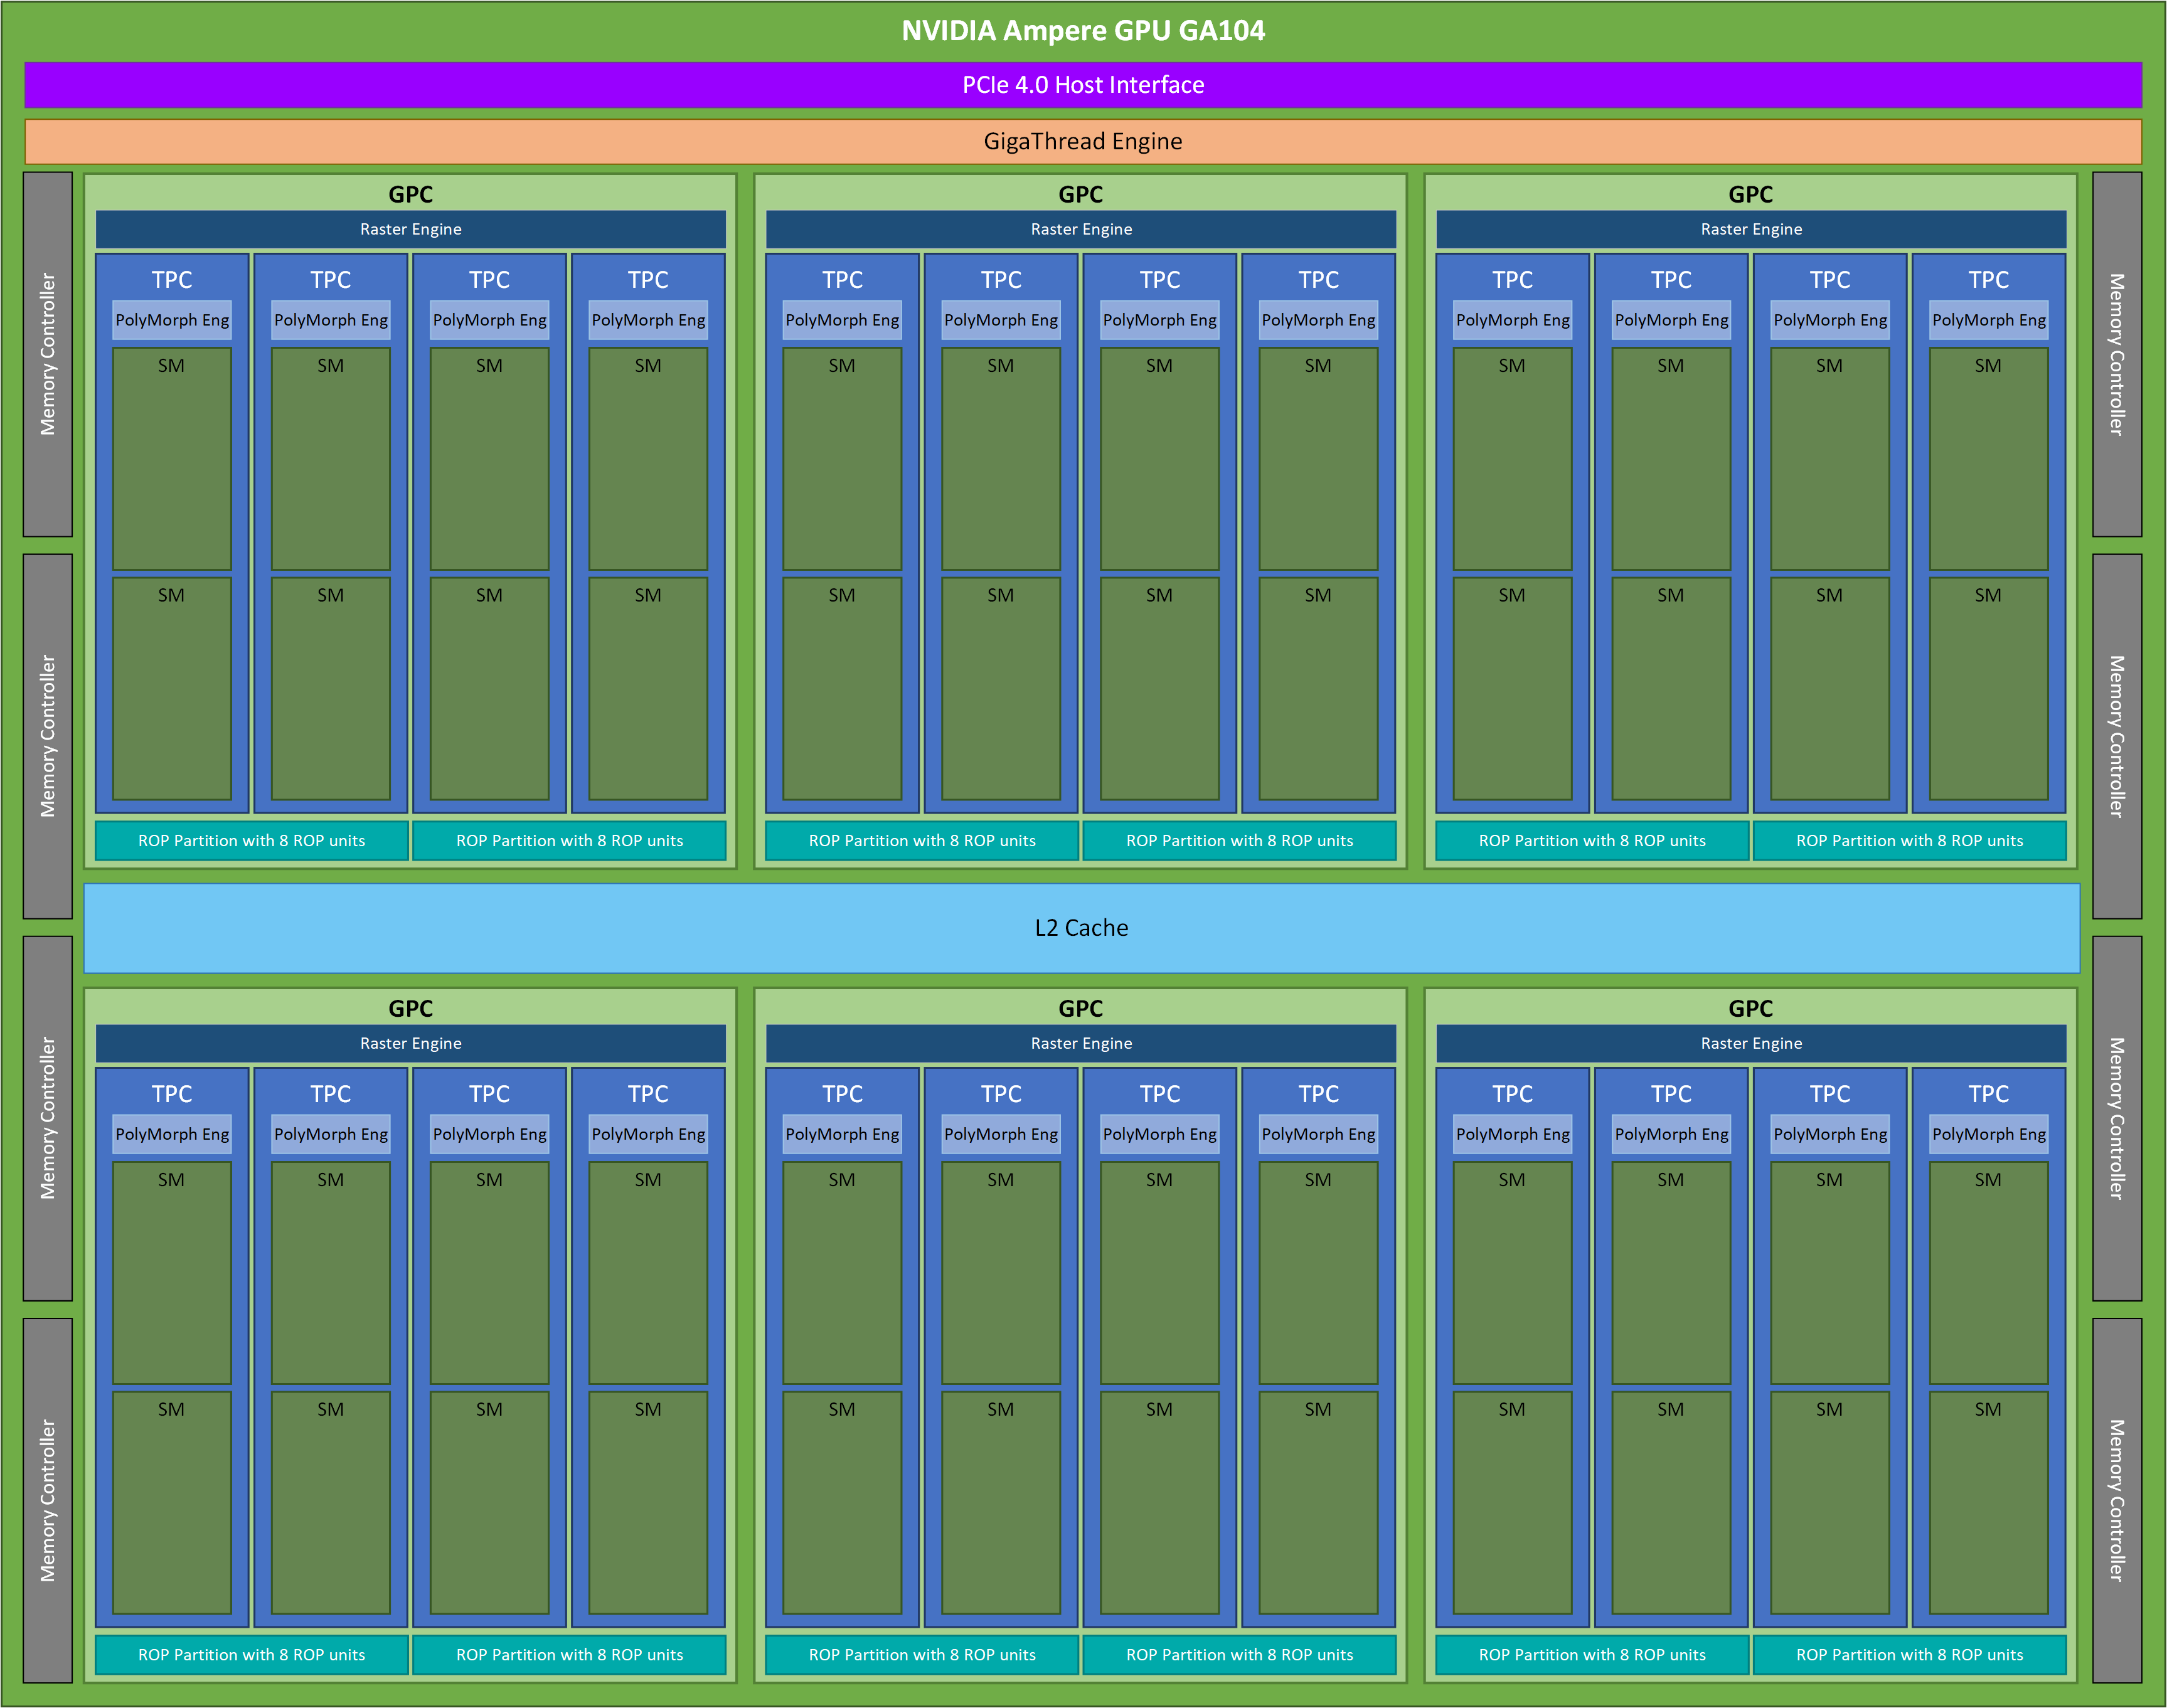 NVIDIA Ampere GPU GA104
PCIe 4.0 Host Interface
GigaThread Engine
Memory Controller
Memory Controller
Memory Controller
Memory Controller
GPC
Raster Engine
TPC TPC TPC TPC
PolyMorph Eng PolyMorph Eng PolyMorph Eng PolyMorph Eng
SM SM SM SM
SM SM SM SM
ROP Partition with 8 ROP units ROP Partition with 8 ROP units
GPC
Raster Engine
TPC TPC TPC TPC
PolyMorph Eng PolyMorph Eng PolyMorph Eng PolyMorph Eng
SM SM SM SM
SM SM SM SM
ROP Partition with 8 ROP units ROP Partition with 8 ROP units
GPC
Raster Engine
TPC TPC TPC TPC
PolyMorph Eng PolyMorph Eng PolyMorph Eng PolyMorph Eng
SM SM SM SM
SM SM SM SM
ROP Partition with 8 ROP units ROP Partition with 8 ROP units
L2 Cache
GPC
Raster Engine
TPC TPC TPC TPC
PolyMorph Eng PolyMorph Eng PolyMorph Eng PolyMorph Eng
SM SM SM SM
SM SM SM SM
ROP Partition with 8 ROP units ROP Partition with 8 ROP units
GPC
Raster Engine
TPC TPC TPC TPC
PolyMorph Eng PolyMorph Eng PolyMorph Eng PolyMorph Eng
SM SM SM SM
SM SM SM SM
ROP Partition with 8 ROP units ROP Partition with 8 ROP units
GPC
Raster Engine
TPC TPC TPC TPC
PolyMorph Eng PolyMorph Eng PolyMorph Eng PolyMorph Eng
SM SM SM SM
SM SM SM SM
ROP Partition with 8 ROP units ROP Partition with 8 ROP units
Memory Controller
Memory Controller
Memory Controller
Memory Controller